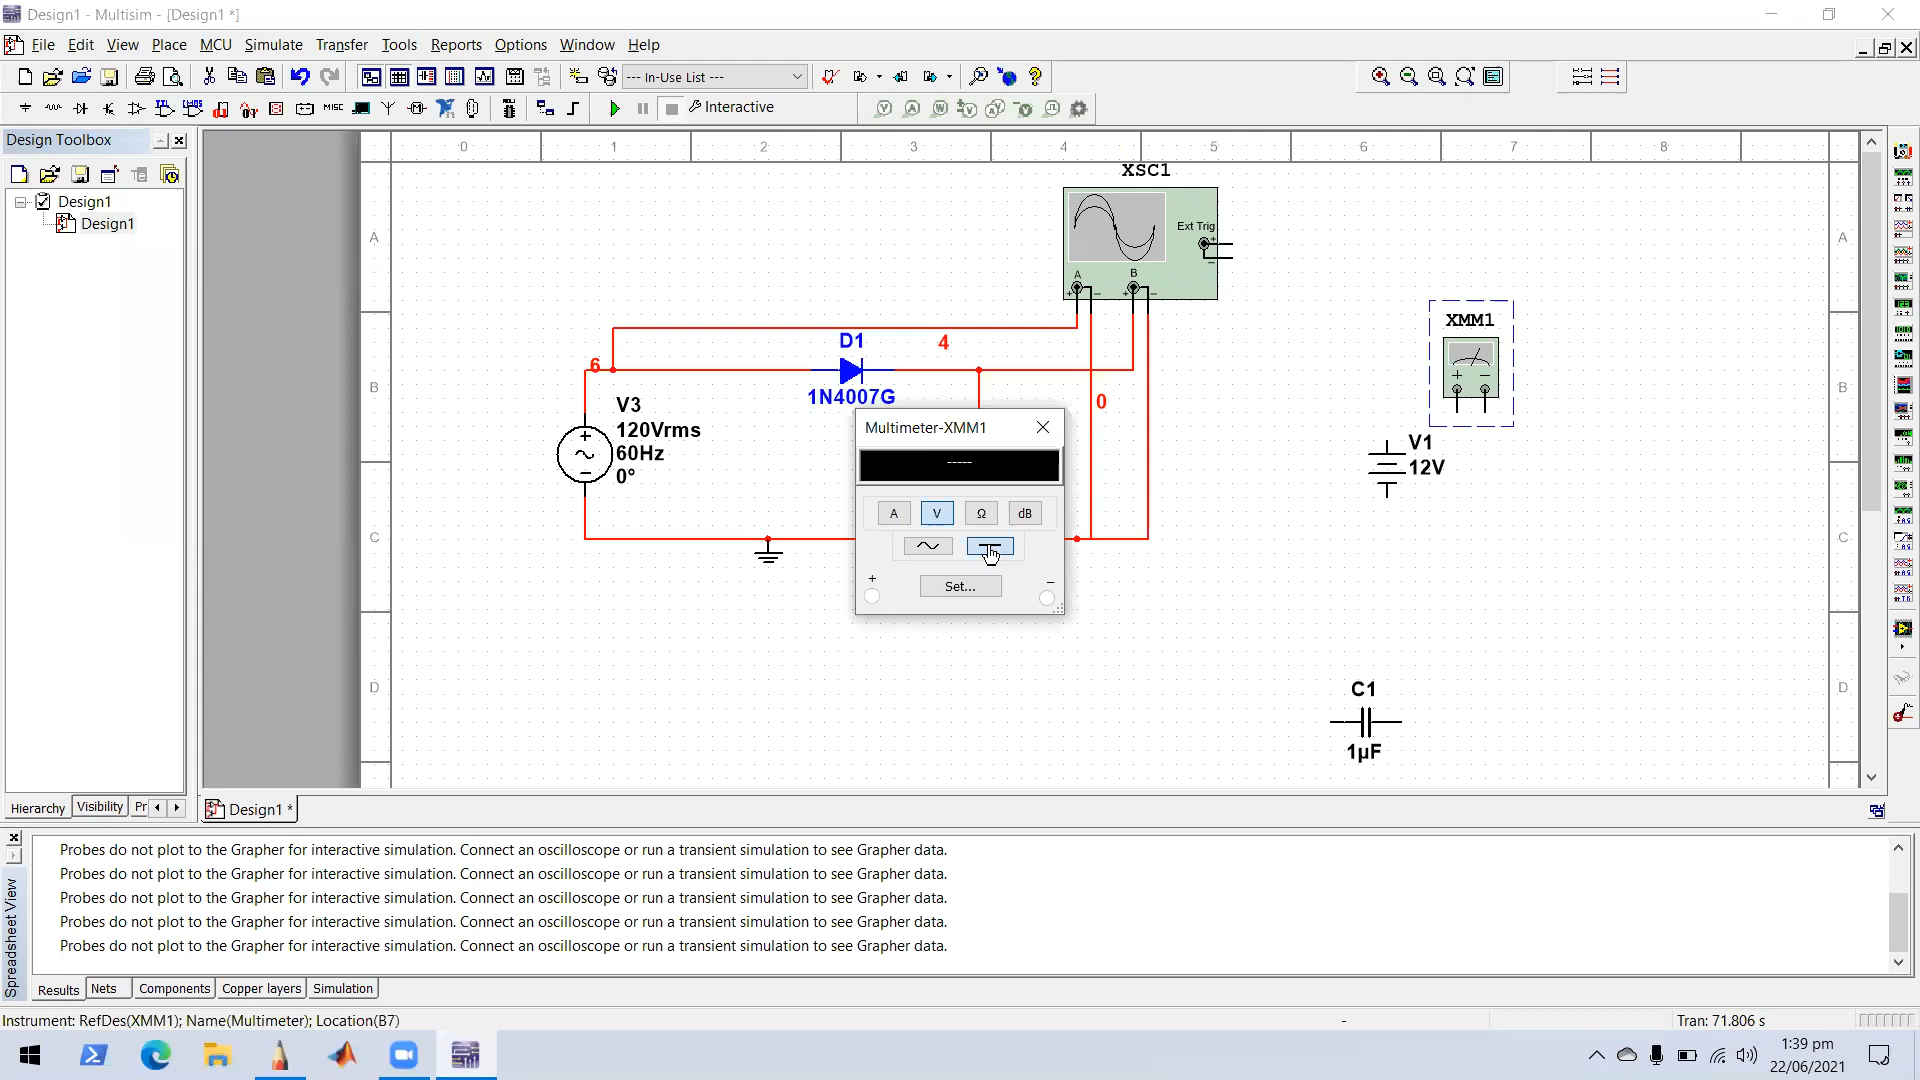 Design1 - Multisim - [Design1 *]
File Edit View Place MCU Simulate Transfer Tools Reports Options Window Help
--- In-Use List ---
MISC Interactive
Design Toolbox
Design1
Design1
0 1 2 3 4 5 6 7 8
A
B
C
D
A
B
C
D
XSC1
Ext Trig
A B
XMM1
6
D1
4
1N4007G
0
V3
120Vrms
60Hz
0°
V1
12V
C1
1µF
Multimeter-XMM1
-----
A V Ω dB
Set...
+ −
Hierarchy Visibility Pr
Design1 *
Spreadsheet View
Probes do not plot to the Grapher for interactive simulation. Connect an oscilloscope or run a transient simulation to see Grapher data.
Probes do not plot to the Grapher for interactive simulation. Connect an oscilloscope or run a transient simulation to see Grapher data.
Probes do not plot to the Grapher for interactive simulation. Connect an oscilloscope or run a transient simulation to see Grapher data.
Probes do not plot to the Grapher for interactive simulation. Connect an oscilloscope or run a transient simulation to see Grapher data.
Probes do not plot to the Grapher for interactive simulation. Connect an oscilloscope or run a transient simulation to see Grapher data.
Results Nets Components Copper layers Simulation
Instrument: RefDes(XMM1); Name(Multimeter); Location(B7)
-
Tran: 71.806 s
1:39 pm
22/06/2021